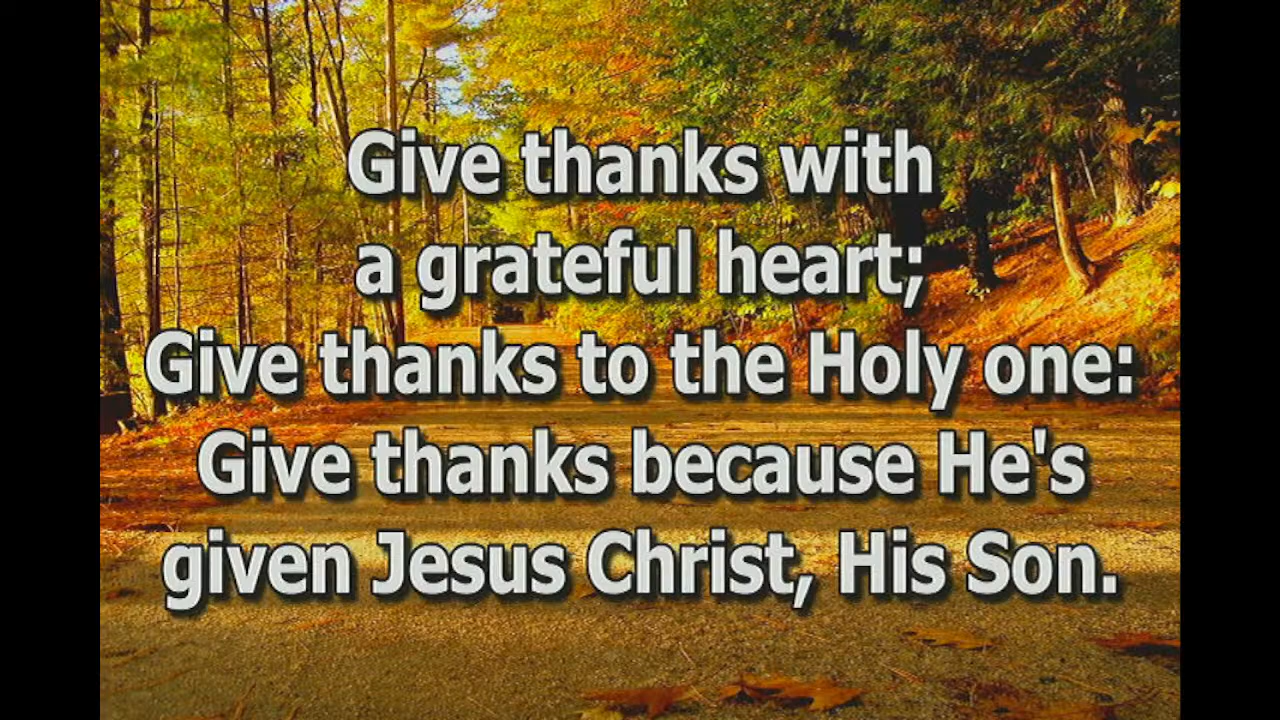 Give thanks with
a grateful heart;
Give thanks to the Holy one:
Give thanks because He's
given Jesus Christ, His Son.